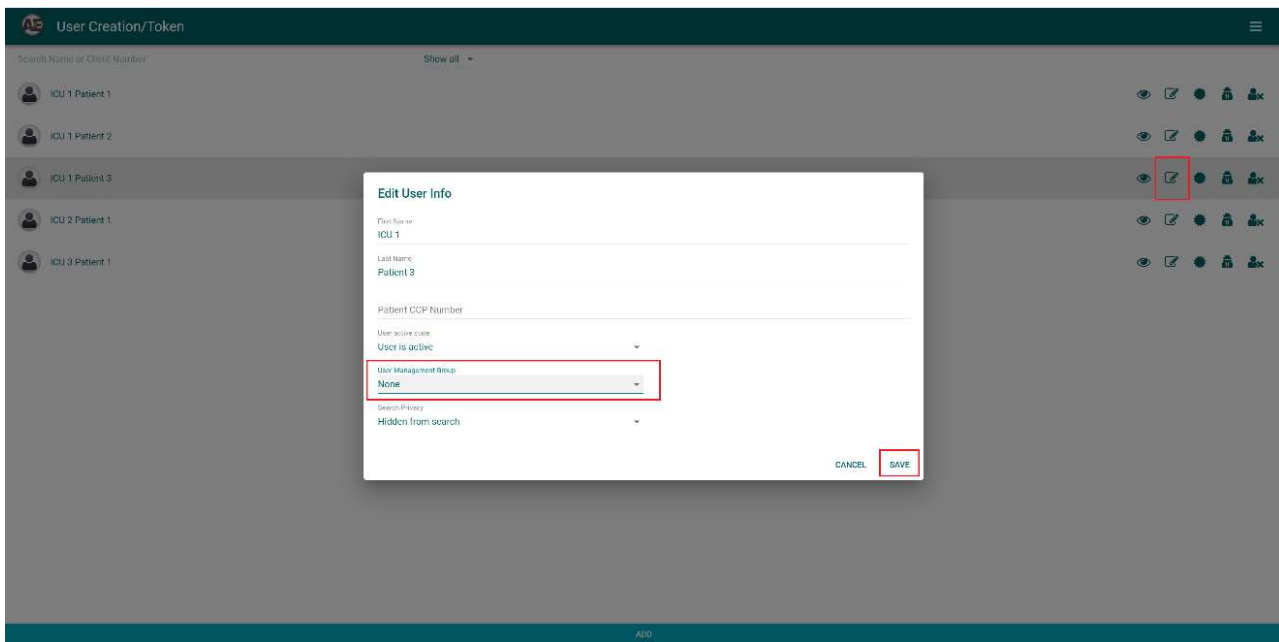 User Creation/Token
Search Name or Client Number
Show all
ICU 1 Patient 1
ICU 1 Patient 2
ICU 1 Patient 3
ICU 2 Patient 1
ICU 3 Patient 1
Edit User Info
First Name
ICU 1
Last Name
Patient 3
Patient CCP Number
User active state
User is active
User Management Group
None
Search Privacy
Hidden from search
CANCEL
SAVE
ADD